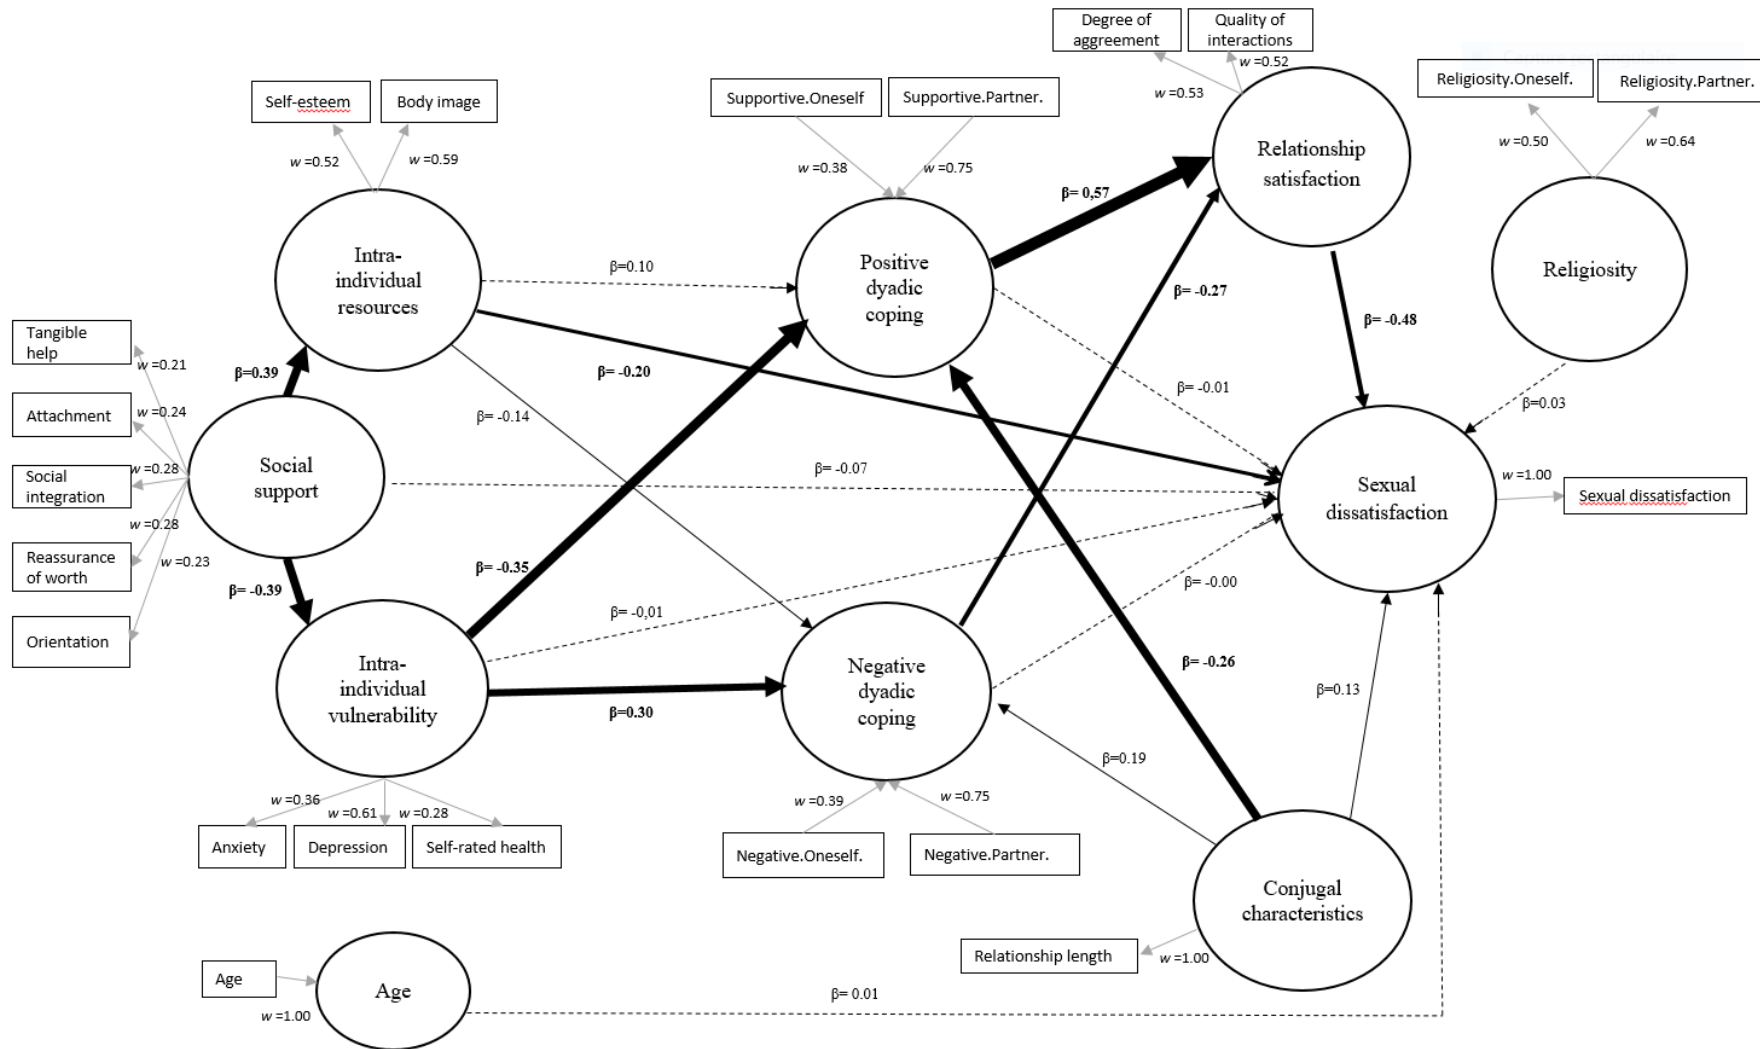 Degree of
aggreement
Quality of
interactions
w =0.52
w =0.53
Religiosity.Oneself.
Religiosity.Partner.
w =0.50
w =0.64
Self-esteem
Body image
w =0.52
w =0.59
Supportive.Oneself
Supportive.Partner.
w =0.38
w =0.75
Relationship
satisfaction
β= 0,57
Intra-
individual
resources
β=0.10
Positive
dyadic
coping
β= -0.27
Religiosity
Tangible
help
w =0.21
β=0.39
β= -0.20
β= -0.48
β= -0.01
β=0.03
Attachment
w =0.24
β= -0.14
Social
integration
w =0.28
Social
support
β= -0.07
Sexual
dissatisfaction
w =1.00
Sexual dissatisfaction
w =0.28
Reassurance
of worth
w =0.23
β= -0.39
β= -0.35
β= -0,01
β= -0.00
Orientation
Intra-
individual
vulnerability
β=0.30
Negative
dyadic
coping
β= -0.26
β=0.13
β=0.19
w =0.36
w =0.61
w =0.28
Anxiety
Depression
Self-rated health
w =0.39
w =0.75
Negative.Oneself.
Negative.Partner.
Conjugal
characteristics
Relationship length
w =1.00
Age
w =1.00
Age
β= 0.01